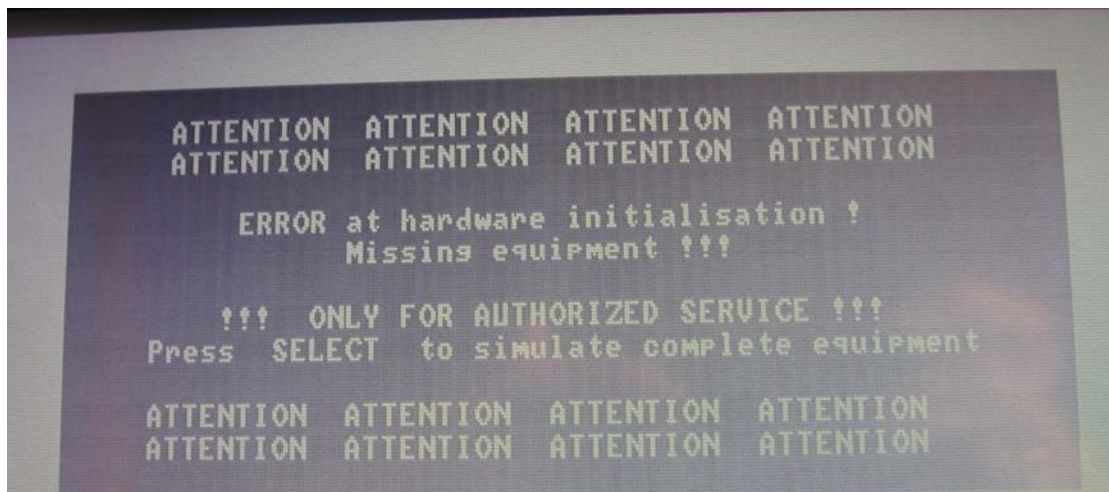 ATTENTION ATTENTION ATTENTION ATTENTION
ATTENTION ATTENTION ATTENTION ATTENTION
ERROR at hardware initialisation !
Missing equipment !!!
!!! ONLY FOR AUTHORIZED SERVICE !!!
Press SELECT to simulate complete equipment
ATTENTION ATTENTION ATTENTION ATTENTION
ATTENTION ATTENTION ATTENTION ATTENTION